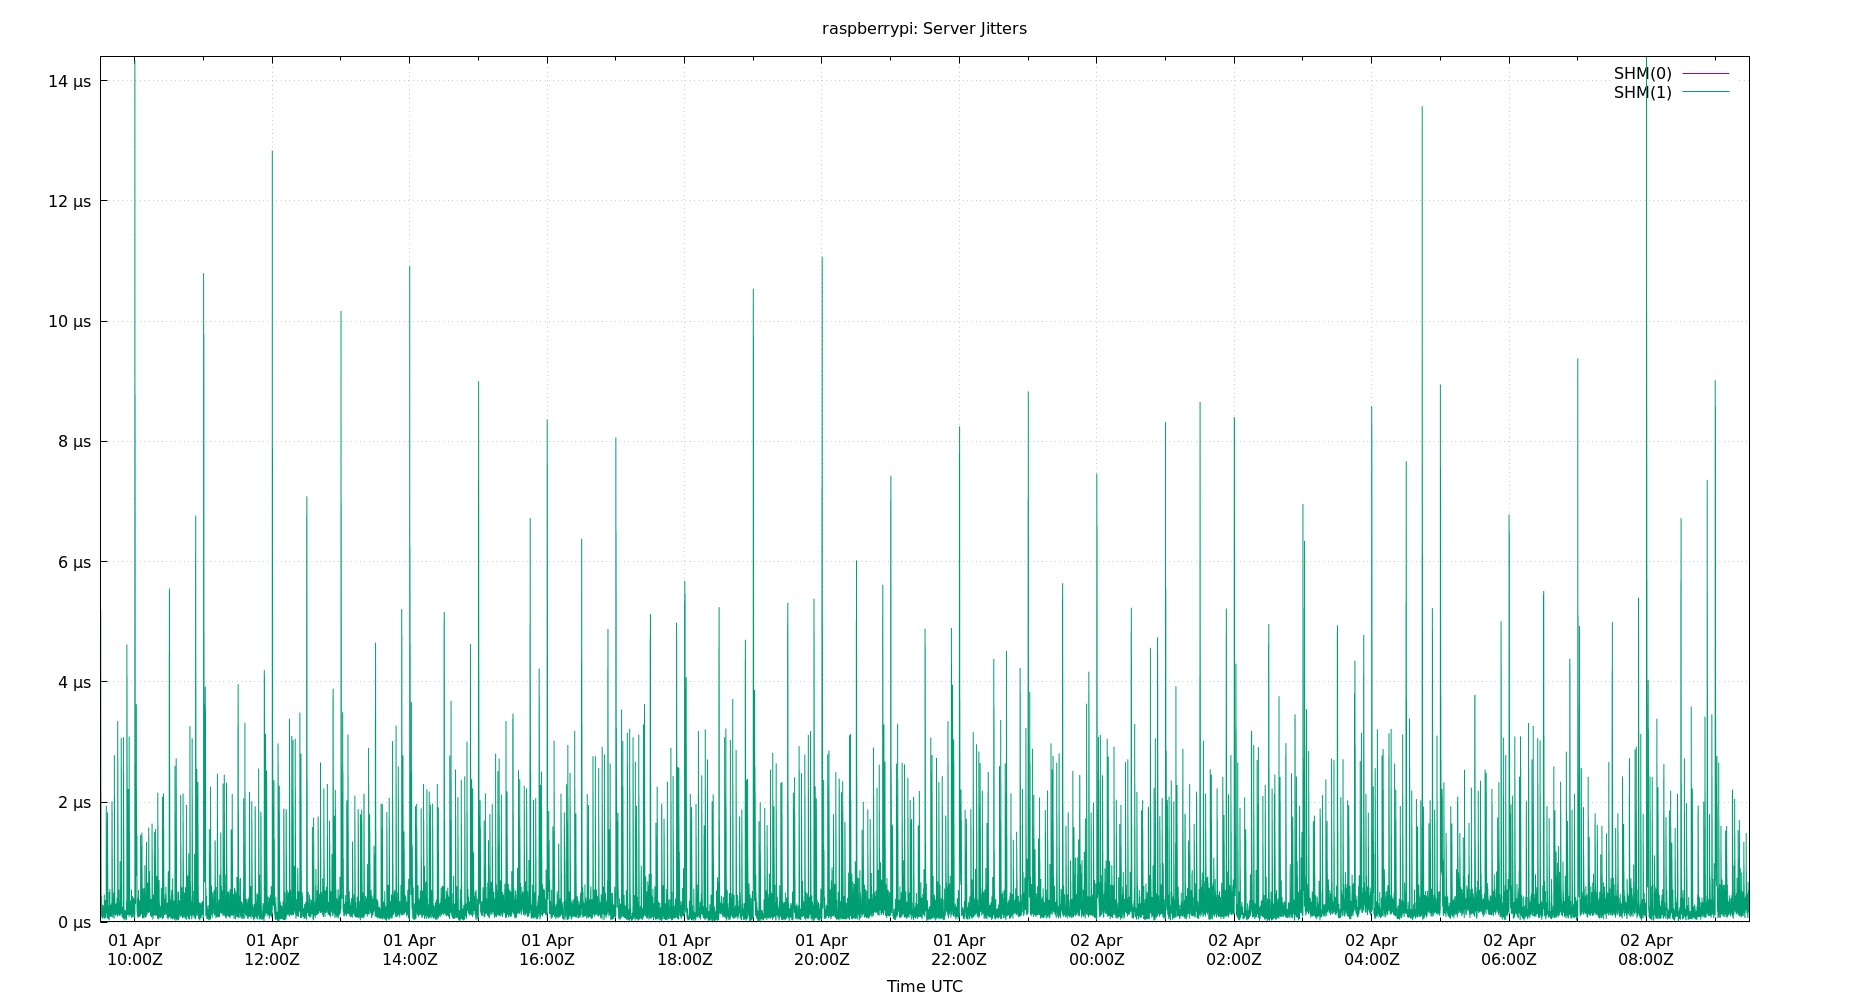 raspberrypi: Server Jitters
SHM(0)
SHM(1)
14 µs
12 µs
10 µs
8 µs
6 µs
4 µs
2 µs
0 µs
01 Apr 01 Apr 01 Apr 01 Apr 01 Apr 01 Apr 01 Apr 02 Apr 02 Apr 02 Apr 02 Apr 02 Apr
10:00Z 12:00Z 14:00Z 16:00Z 18:00Z 20:00Z 22:00Z 00:00Z 02:00Z 04:00Z 06:00Z 08:00Z
Time UTC